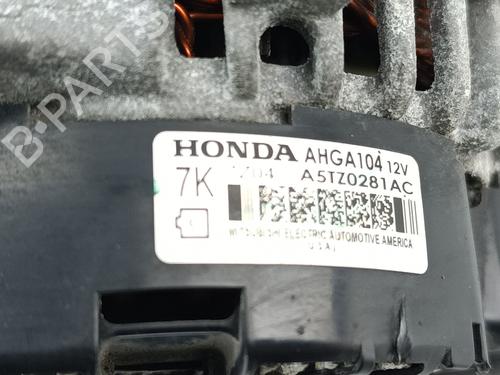 B-PARTS
HONDA AHGA104 12V
7K A5TZ0281AC
MITSUBISHI ELECTRIC AUTOMOTIVE AMERICA
U.S.A.